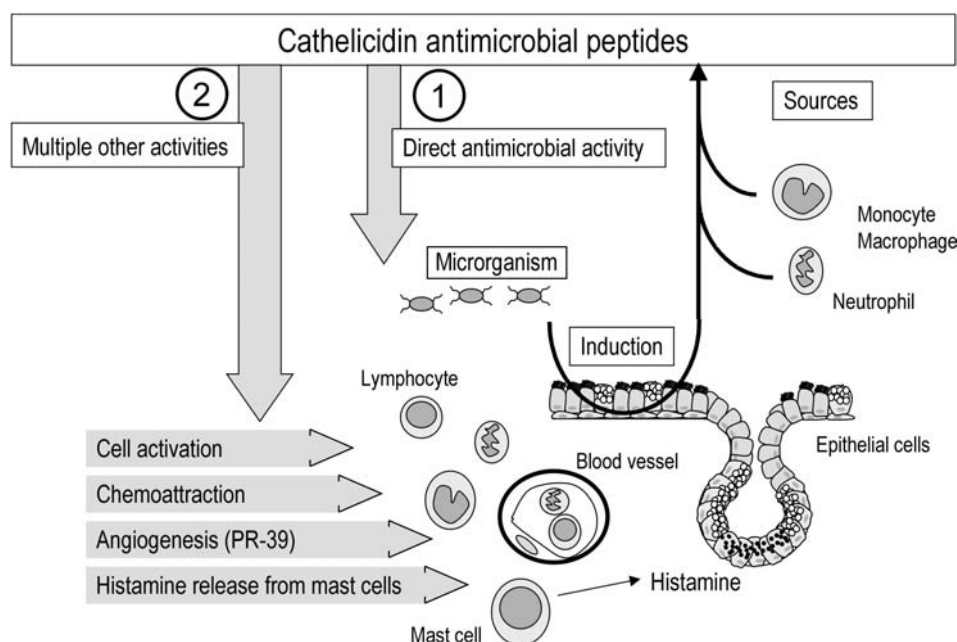 Cathelicidin antimicrobial peptides
2
1
Sources
Multiple other activities
Direct antimicrobial activity
Monocyte
Macrophage
Microrganism
Neutrophil
Induction
Lymphocyte
Epithelial cells
Cell activation
Blood vessel
Chemoattraction
Angiogenesis (PR-39)
Histamine release from mast cells
Histamine
Mast cell